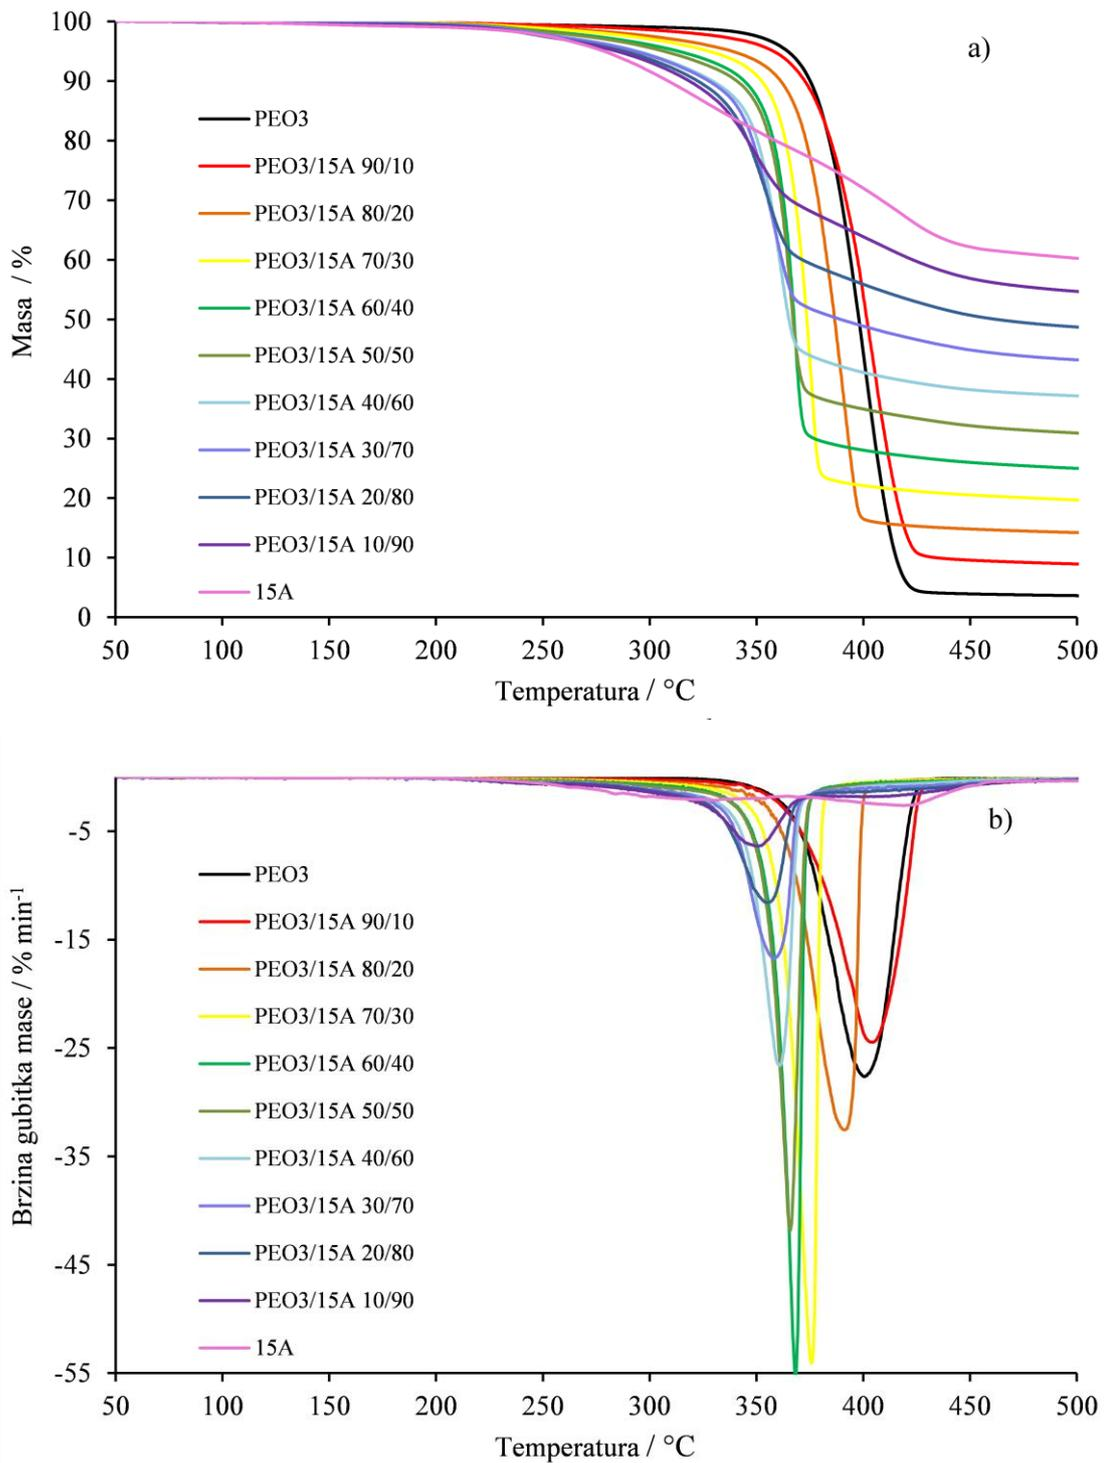 a)
100
90
80
70
60
50
40
30
20
10
0
Masa / %
PEO3
PEO3/15A 90/10
PEO3/15A 80/20
PEO3/15A 70/30
PEO3/15A 60/40
PEO3/15A 50/50
PEO3/15A 40/60
PEO3/15A 30/70
PEO3/15A 20/80
PEO3/15A 10/90
15A
50 100 150 200 250 300 350 400 450 500
Temperatura / °C
b)
-5
-15
-25
-35
-45
-55
Brzina gubitka mase / % min⁻¹
PEO3
PEO3/15A 90/10
PEO3/15A 80/20
PEO3/15A 70/30
PEO3/15A 60/40
PEO3/15A 50/50
PEO3/15A 40/60
PEO3/15A 30/70
PEO3/15A 20/80
PEO3/15A 10/90
15A
50 100 150 200 250 300 350 400 450 500
Temperatura / °C